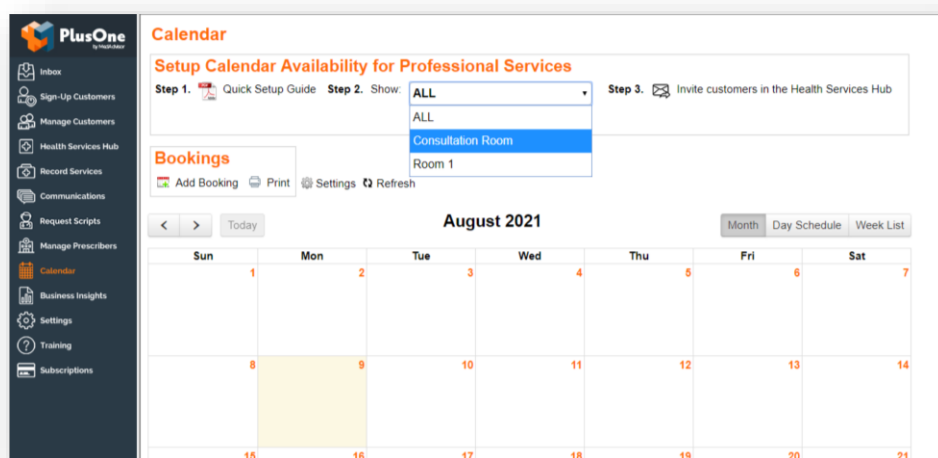 PlusOne
by MedAdvisor
Inbox
Sign-Up Customers
Manage Customers
Health Services Hub
Record Services
Communications
Request Scripts
Manage Prescribers
Calendar
Business Insights
Settings
Training
Subscriptions
Calendar
Setup Calendar Availability for Professional Services
Step 1. Quick Setup Guide Step 2. Show: ALL Step 3. Invite customers in the Health Services Hub
ALL
Consultation Room
Room 1
Bookings
Add Booking Print Settings Refresh
< > Today August 2021 Month Day Schedule Week List
Sun Mon Tue Wed Thu Fri Sat
1 2 3 4 5 6 7
8 9 10 11 12 13 14
15 16 17 18 19 20 21